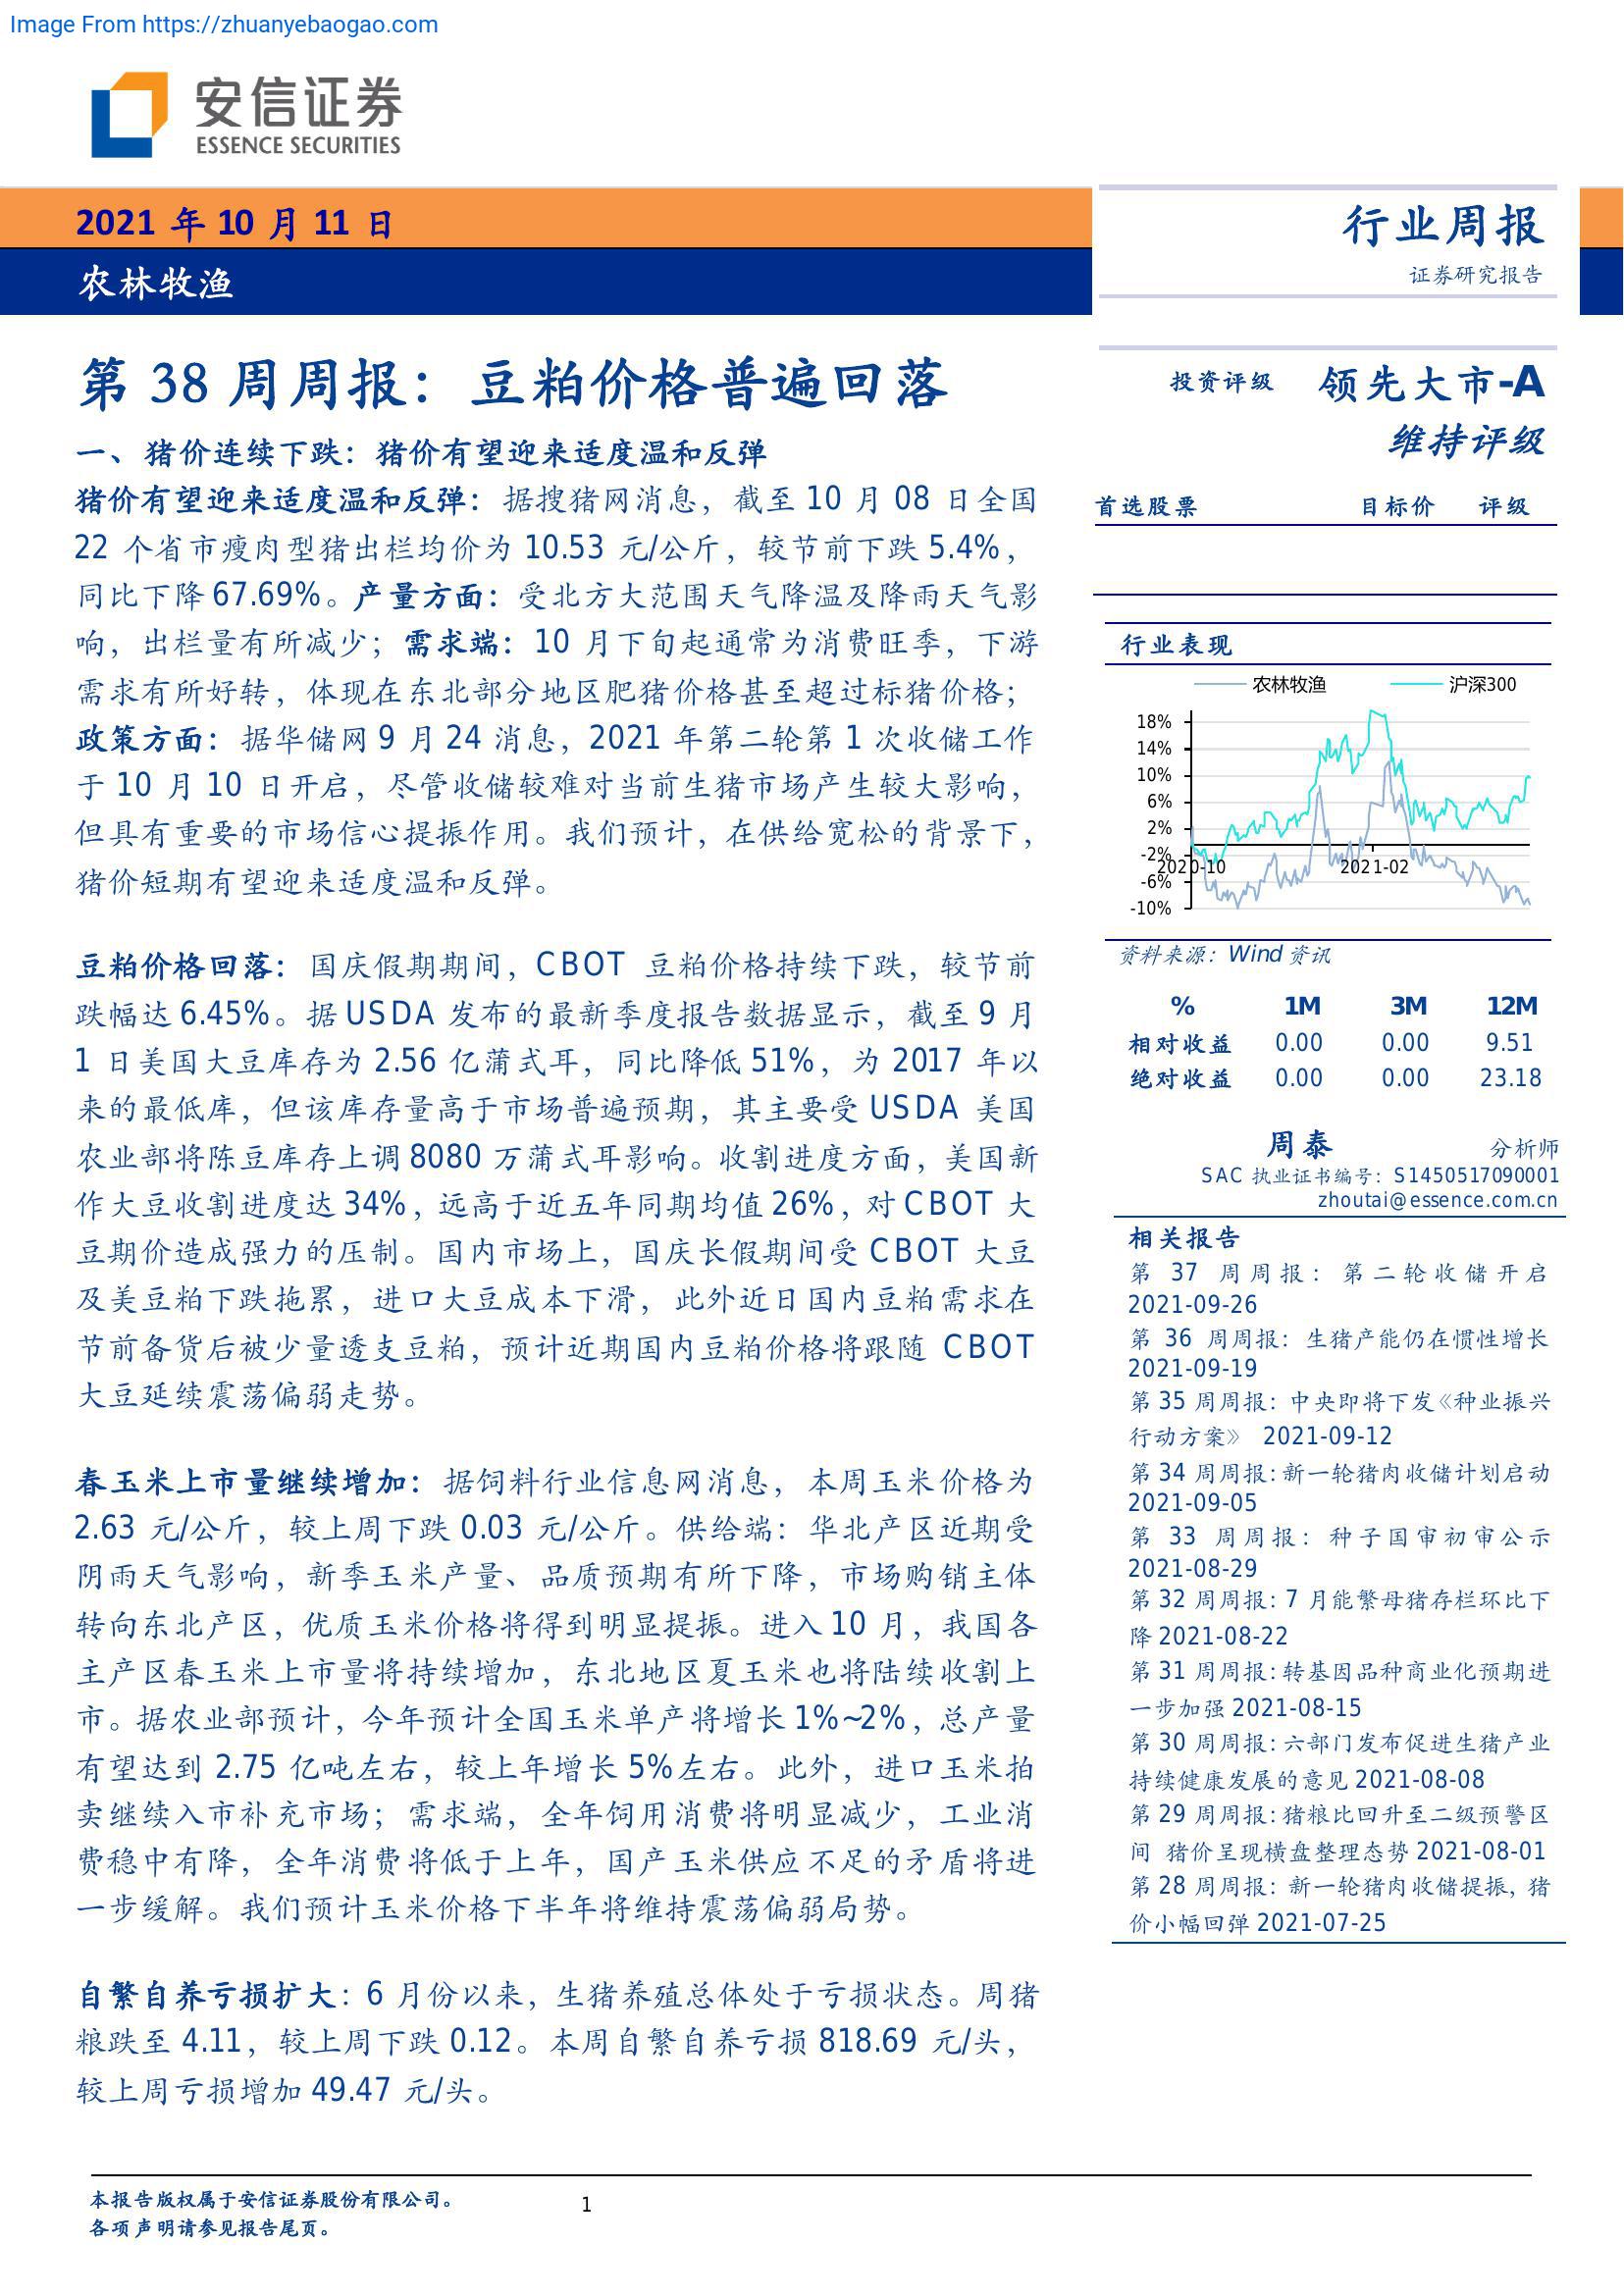 Image From https://zhuanyebaogao.com
安信证券
ESSENCE SECURITIES
2021 年 10 月 11 日
农林牧渔
行业周报
证券研究报告
第 38 周周报：豆粕价格普遍回落
一、猪价连续下跌：猪价有望迎来适度温和反弹
猪价有望迎来适度温和反弹：据搜猪网消息，截至 10 月 08 日全国
22 个省市瘦肉型猪出栏均价为 10.53 元/公斤，较节前下跌 5.4%，
同比下降 67.69%。产量方面：受北方大范围天气降温及降雨天气影
响，出栏量有所减少；需求端：10 月下旬起通常为消费旺季，下游
需求有所好转，体现在东北部分地区肥猪价格甚至超过标猪价格；
政策方面：据华储网 9 月 24 消息，2021 年第二轮第 1 次收储工作
于 10 月 10 日开启，尽管收储较难对当前生猪市场产生较大影响，
但具有重要的市场信心提振作用。我们预计，在供给宽松的背景下，
猪价短期有望迎来适度温和反弹。
豆粕价格回落：国庆假期期间，CBOT 豆粕价格持续下跌，较节前
跌幅达 6.45%。据 USDA 发布的最新季度报告数据显示，截至 9 月
1 日美国大豆库存为 2.56 亿蒲式耳，同比降低 51%，为 2017 年以
来的最低库，但该库存量高于市场普遍预期，其主要受 USDA 美国
农业部将陈豆库存上调 8080 万蒲式耳影响。收割进度方面，美国新
作大豆收割进度达 34%，远高于近五年同期均值 26%，对 CBOT 大
豆期价造成强力的压制。国内市场上，国庆长假期间受 CBOT 大豆
及美豆粕下跌拖累，进口大豆成本下滑，此外近日国内豆粕需求在
节前备货后被少量透支豆粕，预计近期国内豆粕价格将跟随 CBOT
大豆延续震荡偏弱走势。
春玉米上市量继续增加：据饲料行业信息网消息，本周玉米价格为
2.63 元/公斤，较上周下跌 0.03 元/公斤。供给端：华北产区近期受
阴雨天气影响，新季玉米产量、品质预期有所下降，市场购销主体
转向东北产区，优质玉米价格将得到明显提振。进入 10 月，我国各
主产区春玉米上市量将持续增加，东北地区夏玉米也将陆续收割上
市。据农业部预计，今年预计全国玉米单产将增长 1%~2%，总产量
有望达到 2.75 亿吨左右，较上年增长 5%左右。此外，进口玉米拍
卖继续入市补充市场；需求端，全年饲用消费将明显减少，工业消
费稳中有降，全年消费将低于上年，国产玉米供应不足的矛盾将进
一步缓解。我们预计玉米价格下半年将维持震荡偏弱局势。
自繁自养亏损扩大：6 月份以来，生猪养殖总体处于亏损状态。周猪
粮跌至 4.11，较上周下跌 0.12。本周自繁自养亏损 818.69 元/头，
较上周亏损增加 49.47 元/头。
投资评级 领先大市-A
维持评级
首选股票 目标价 评级
行业表现
农林牧渔 沪深300
18%
14%
10%
6%
2%
-2%
2020-10 2021-02
-6%
-10%
资料来源：Wind 资讯
% 1M 3M 12M
相对收益 0.00 0.00 9.51
绝对收益 0.00 0.00 23.18
周泰 分析师
SAC 执业证书编号：S1450517090001
zhoutai@essence.com.cn
相关报告
第 37 周周报：第二轮收储开启
2021-09-26
第 36 周周报：生猪产能仍在惯性增长
2021-09-19
第 35 周周报：中央即将下发《种业振兴
行动方案》 2021-09-12
第 34 周周报：新一轮猪肉收储计划启动
2021-09-05
第 33 周周报：种子国审初审公示
2021-08-29
第 32 周周报：7 月能繁母猪存栏环比下
降 2021-08-22
第 31 周周报：转基因品种商业化预期进
一步加强 2021-08-15
第 30 周周报：六部门发布促进生猪产业
持续健康发展的意见 2021-08-08
第 29 周周报：猪粮比回升至二级预警区
间 猪价呈现横盘整理态势 2021-08-01
第 28 周周报：新一轮猪肉收储提振，猪
价小幅回弹 2021-07-25
本报告版权属于安信证券股份有限公司。
各项声明请参见报告尾页。
1